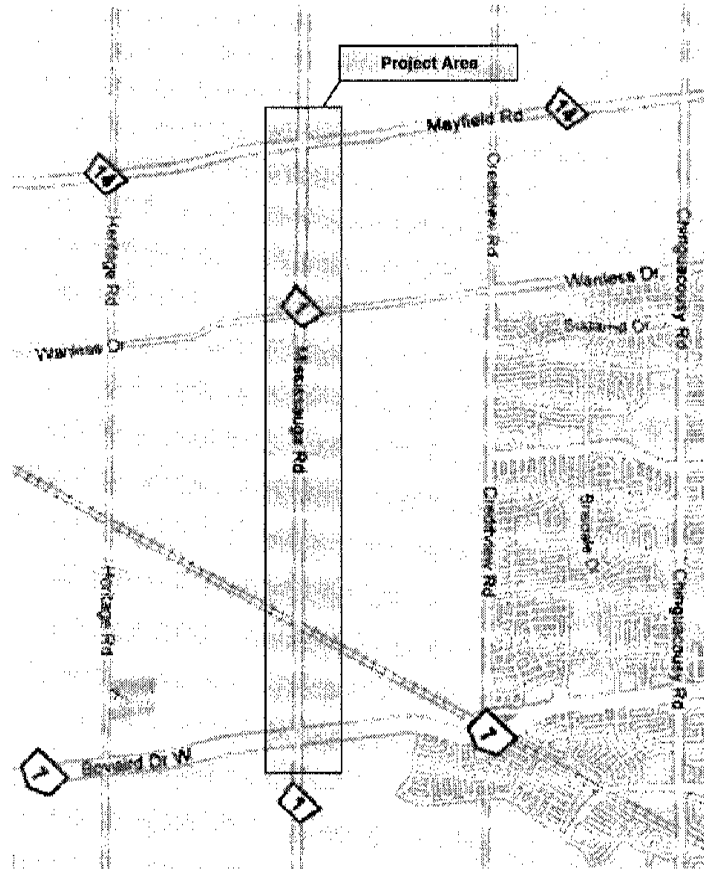 Project Area
14
Mayfield Rd
14
Creditview Rd
Heritage Rd
Chinguacousy Rd
Wanless Dr
1
Wanless Dr
Mississauga Rd
Creditview Rd
Heritage Rd
Chinguacousy Rd
7
7
Bovaird Dr W
1